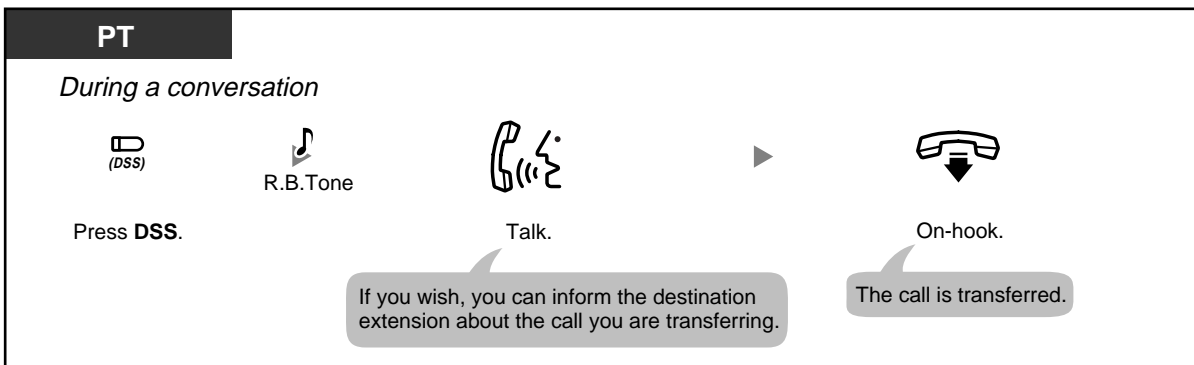 PT
During a conversation
(DSS)
R.B.Tone
Press DSS.
Talk.
On-hook.
If you wish, you can inform the destination
extension about the call you are transferring.
The call is transferred.